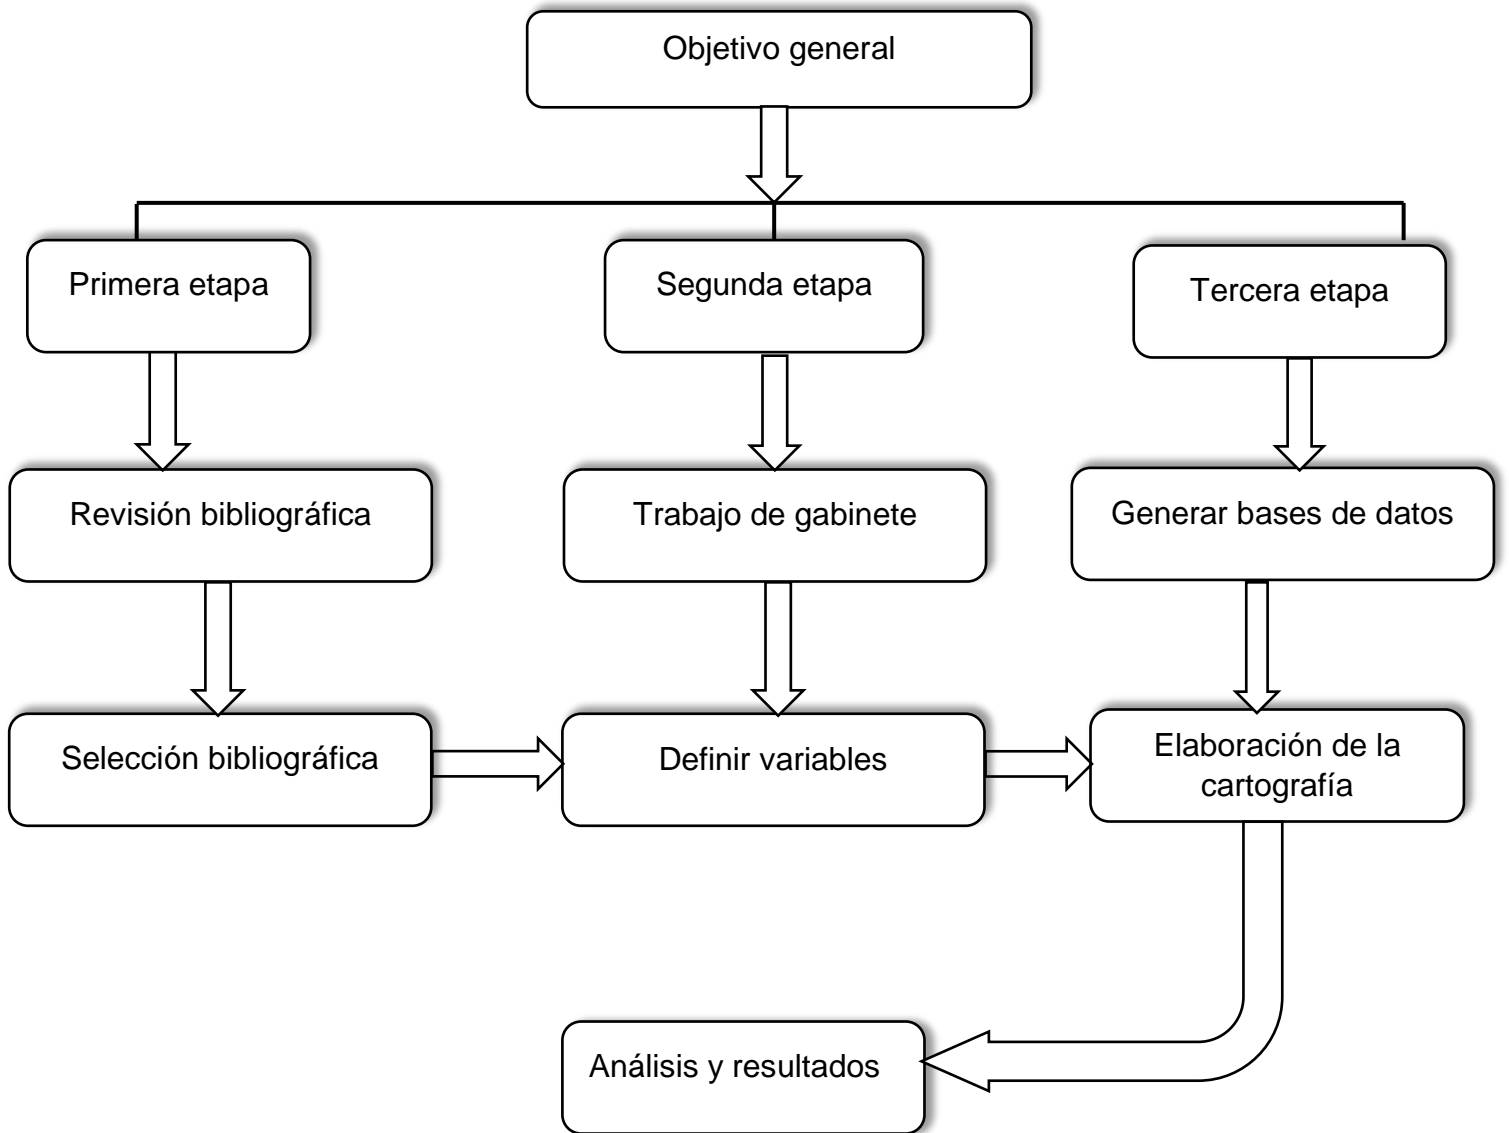 Objetivo general
Primera etapa
Segunda etapa
Tercera etapa
Revisión bibliográfica
Trabajo de gabinete
Generar bases de datos
Selección bibliográfica
Definir variables
Elaboración de la
cartografía
Análisis y resultados